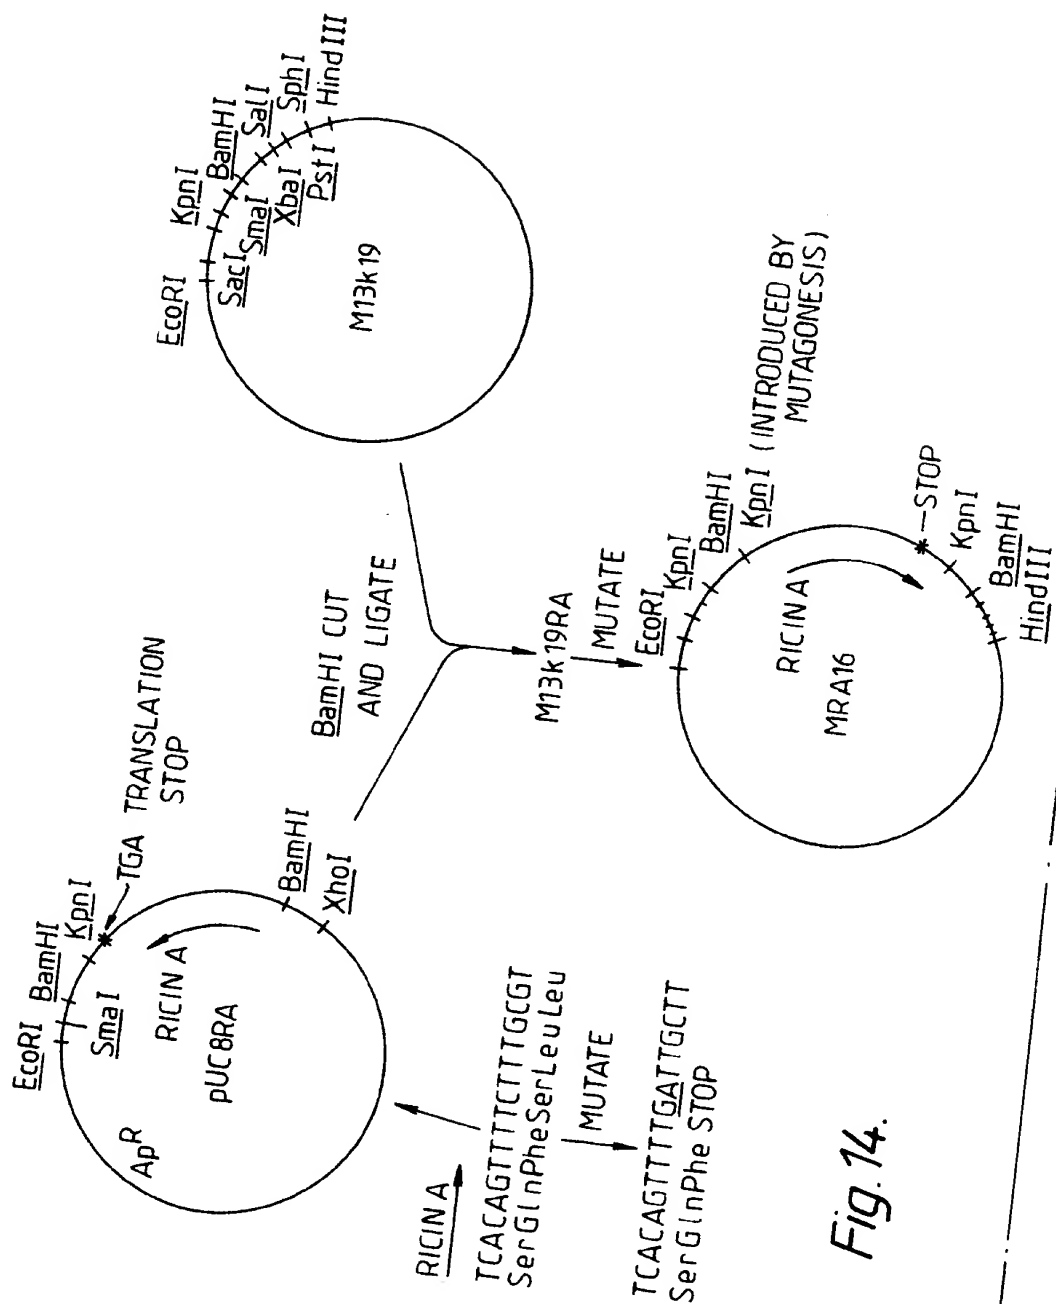 EcoRI
BamHI
KpnI
TGA TRANSLATION
STOP
SmaI
ApR
RICIN A
pUC8RA
BamHI
XhoI
EcoRI
KpnI
BamHI
SalI
SphI
HindIII
SacI
SmaI
XbaI
PstI
M13k19
BamHI CUT
AND LIGATE
RICIN A
TCACAGTTTTCTTTGCGT
SerGlnPheSerLeuLeu
MUTATE
TCACAGTTTTGATTGCTT
SerGlnPhe STOP
M13k19RA
MUTATE
EcoRI
KpnI
BamHI
KpnI (INTRODUCED BY
MUTAGONESIS)
RICIN A
MRA16
STOP
KpnI
BamHI
HindIII
Fig. 14.